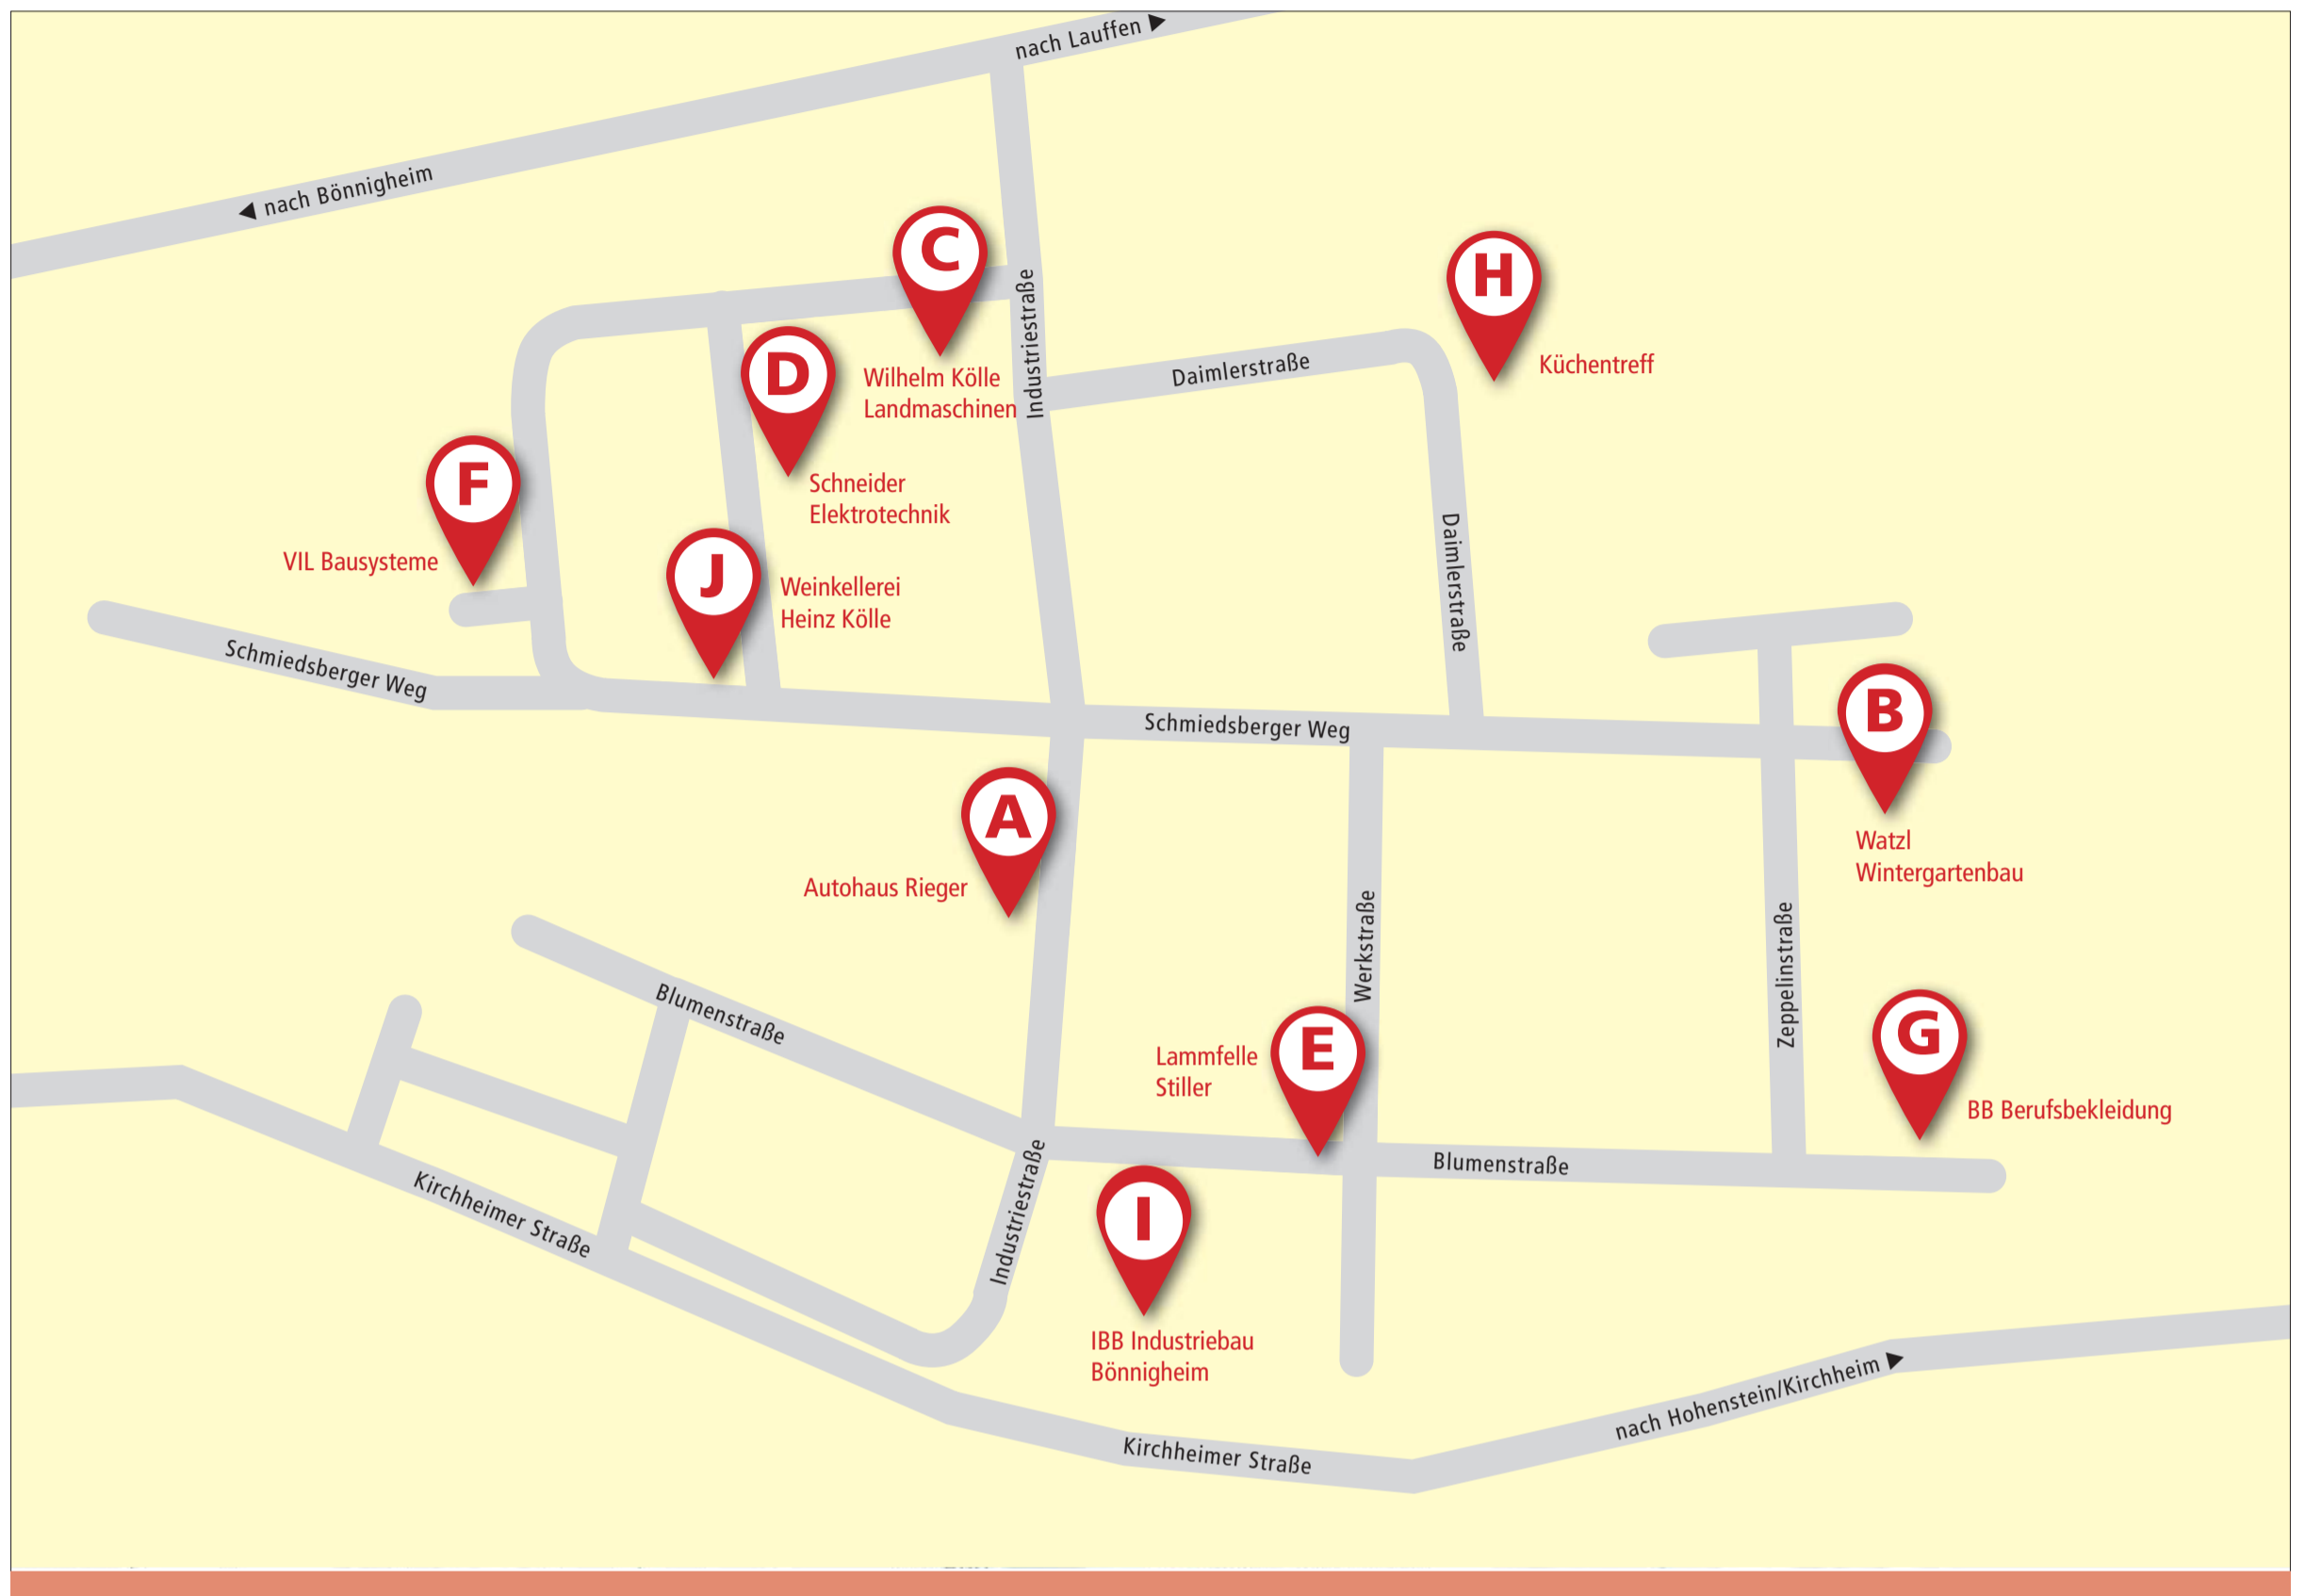 nach Lauffen ▶
◀ nach Bönnigheim
C
H
Industriestraße
Daimlerstraße
Küchentreff
D
Wilhelm Kölle
Landmaschinen
F
Schneider
Elektrotechnik
Daimlerstraße
VIL Bausysteme
J
Weinkellerei
Heinz Kölle
Schmiedsberger Weg
Schmiedsberger Weg
B
A
Watzl
Wintergartenbau
Autohaus Rieger
Werkstraße
Zeppelinstraße
Blumenstraße
G
E
Lammfelle
Stiller
BB Berufsbekleidung
Blumenstraße
Kirchheimer Straße
Industriestraße
I
IBB Industriebau
Bönnigheim
nach Hohenstein/Kirchheim ▶
Kirchheimer Straße